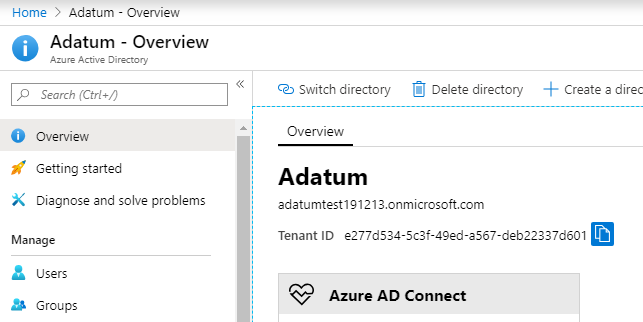 Home > Adatum - Overview
Adatum - Overview
Azure Active Directory
Search (Ctrl+/)
«
Switch directory
Delete directory
Create a direc
Overview
Getting started
Diagnose and solve problems
Manage
Users
Groups
Overview
Adatum
adatumtest191213.onmicrosoft.com
Tenant ID e277d534-5c3f-49ed-a567-deb22337d601
Azure AD Connect